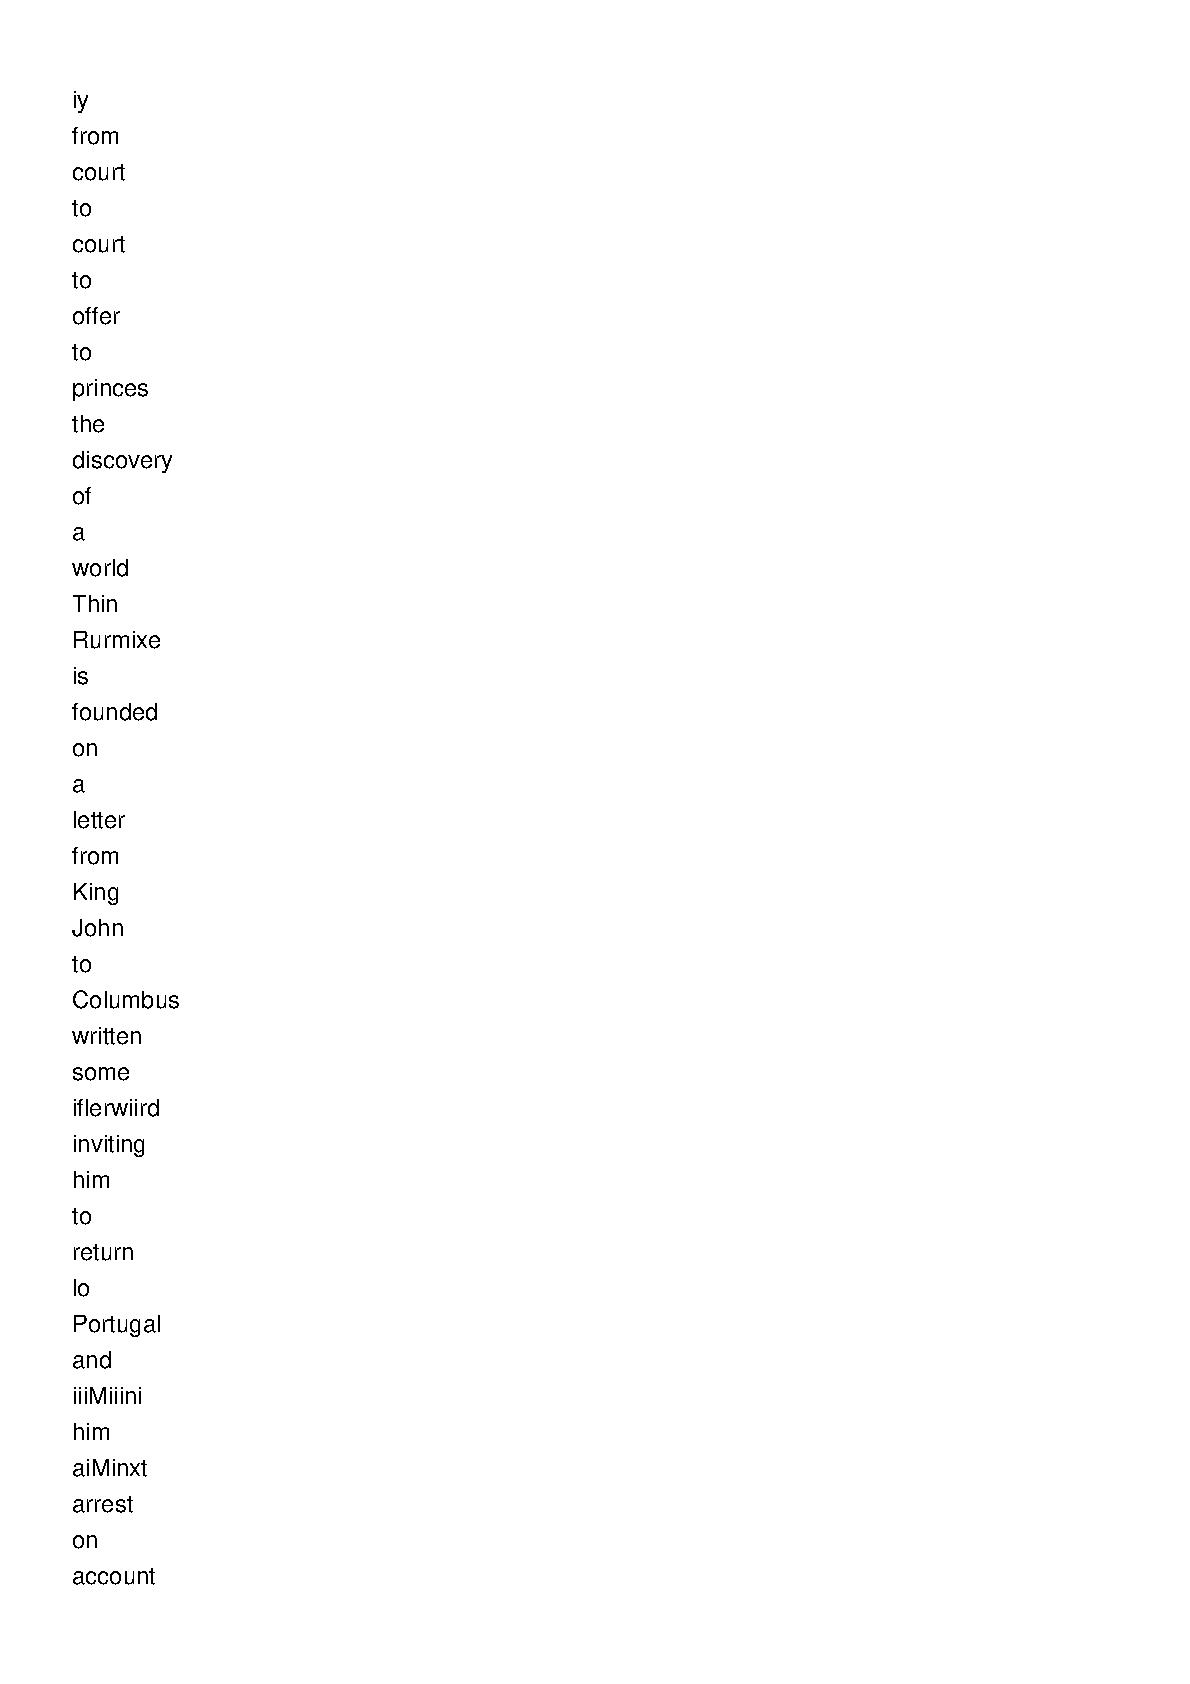 iy
from
court
to
court
to
offer
to
princes
the
discovery
of
a
world
Thin
Rurmixe
is
founded
on
a
letter
from
King
John
to
Columbus
written
some
iflerwiird
inviting
him
to
return
lo
Portugal
and
iiiMiiini
him
aiMinxt
arrest
on
account